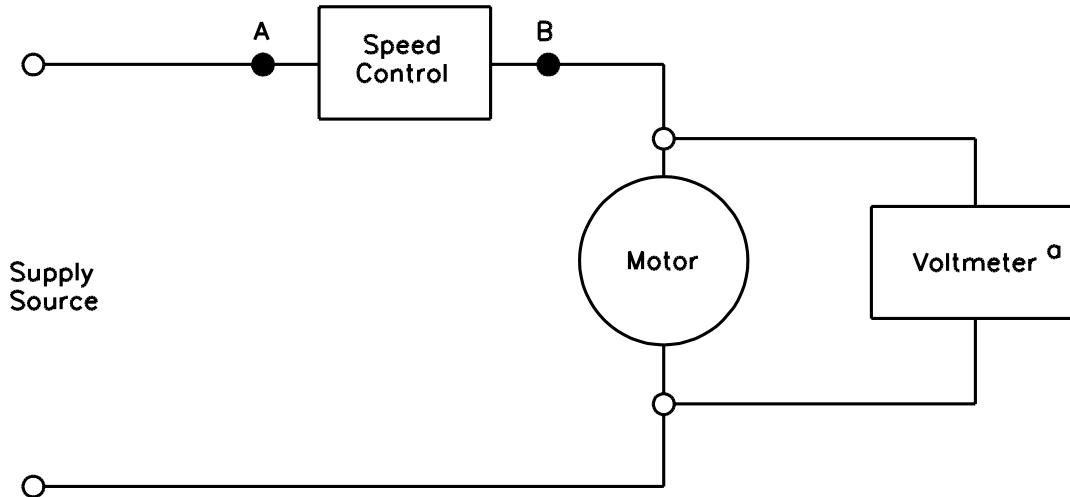 A
Speed
Control
B
Motor
Voltmeter a
Supply
Source